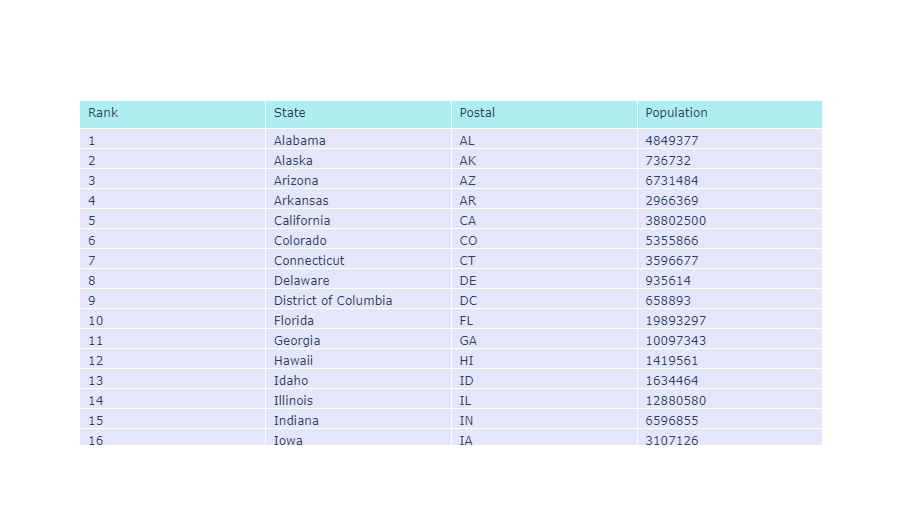 Rank State Postal Population
1 Alabama AL 4849377
2 Alaska AK 736732
3 Arizona AZ 6731484
4 Arkansas AR 2966369
5 California CA 38802500
6 Colorado CO 5355866
7 Connecticut CT 3596677
8 Delaware DE 935614
9 District of Columbia DC 658893
10 Florida FL 19893297
11 Georgia GA 10097343
12 Hawaii HI 1419561
13 Idaho ID 1634464
14 Illinois IL 12880580
15 Indiana IN 6596855
16 Iowa IA 3107126